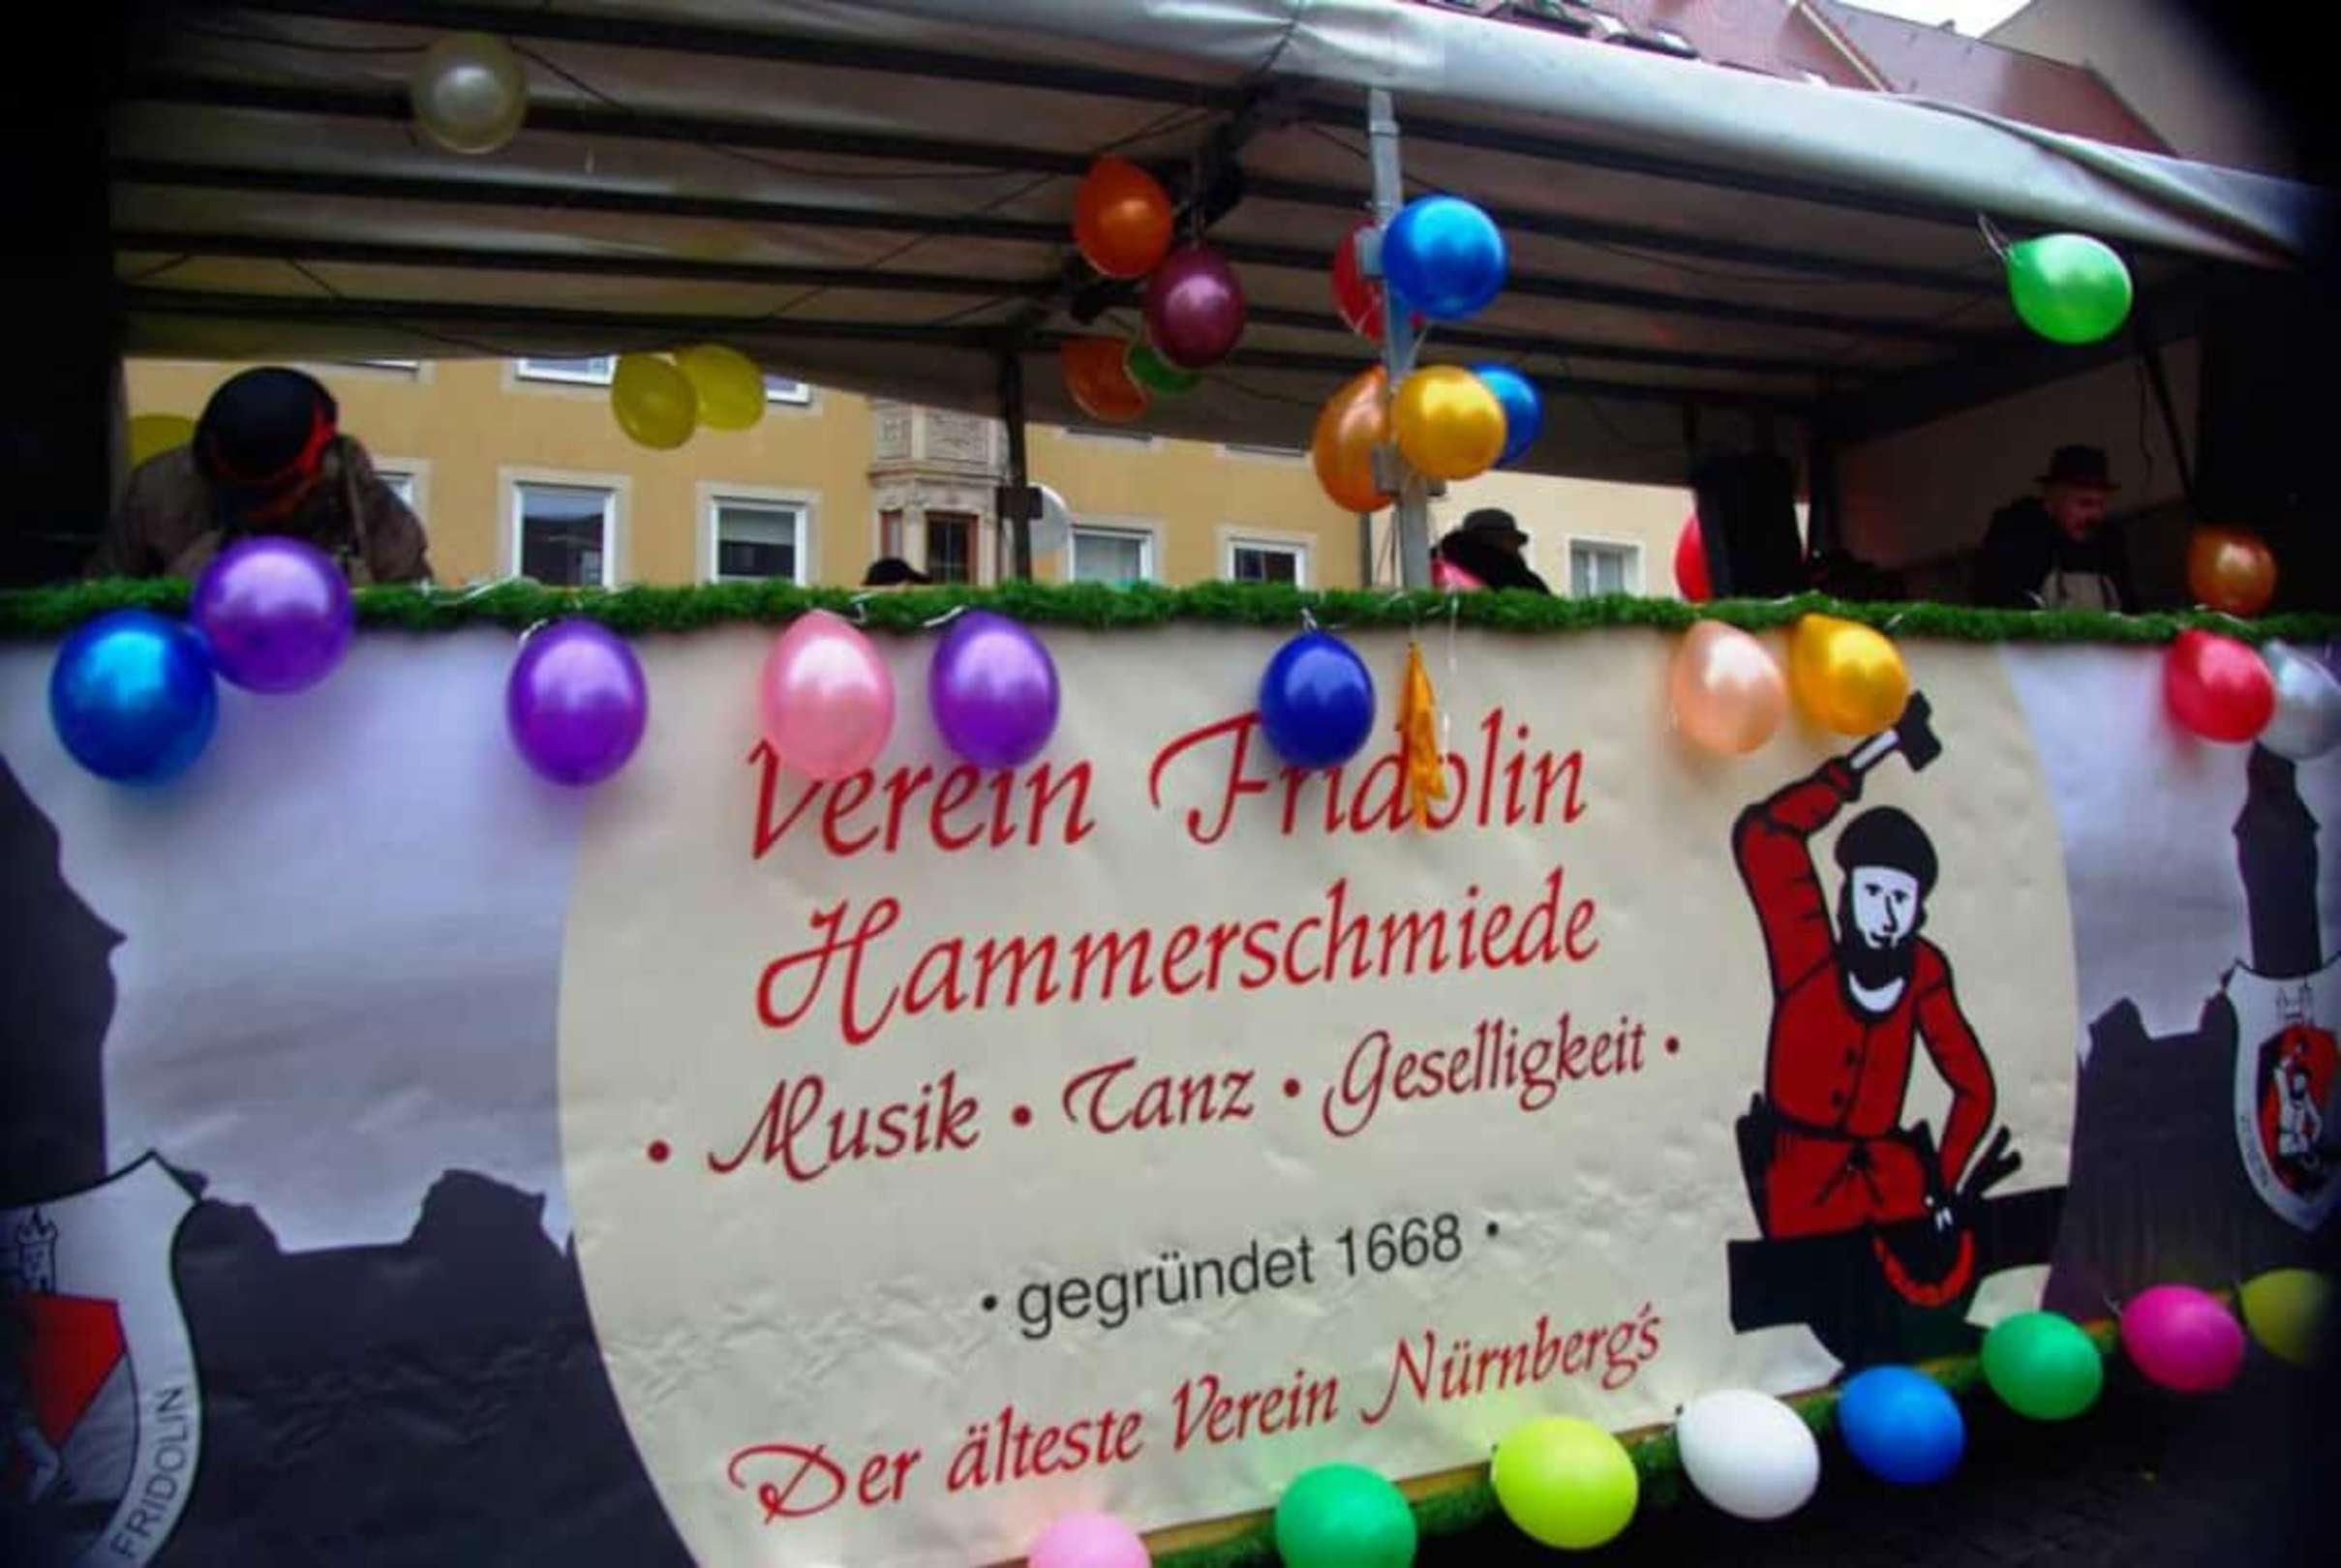 Verein Fridolin
Hammerschmiede
• Musik • Tanz • Geselligkeit •
• gegründet 1668 •
Der älteste Verein Nürnberg's
FRIDOLIN